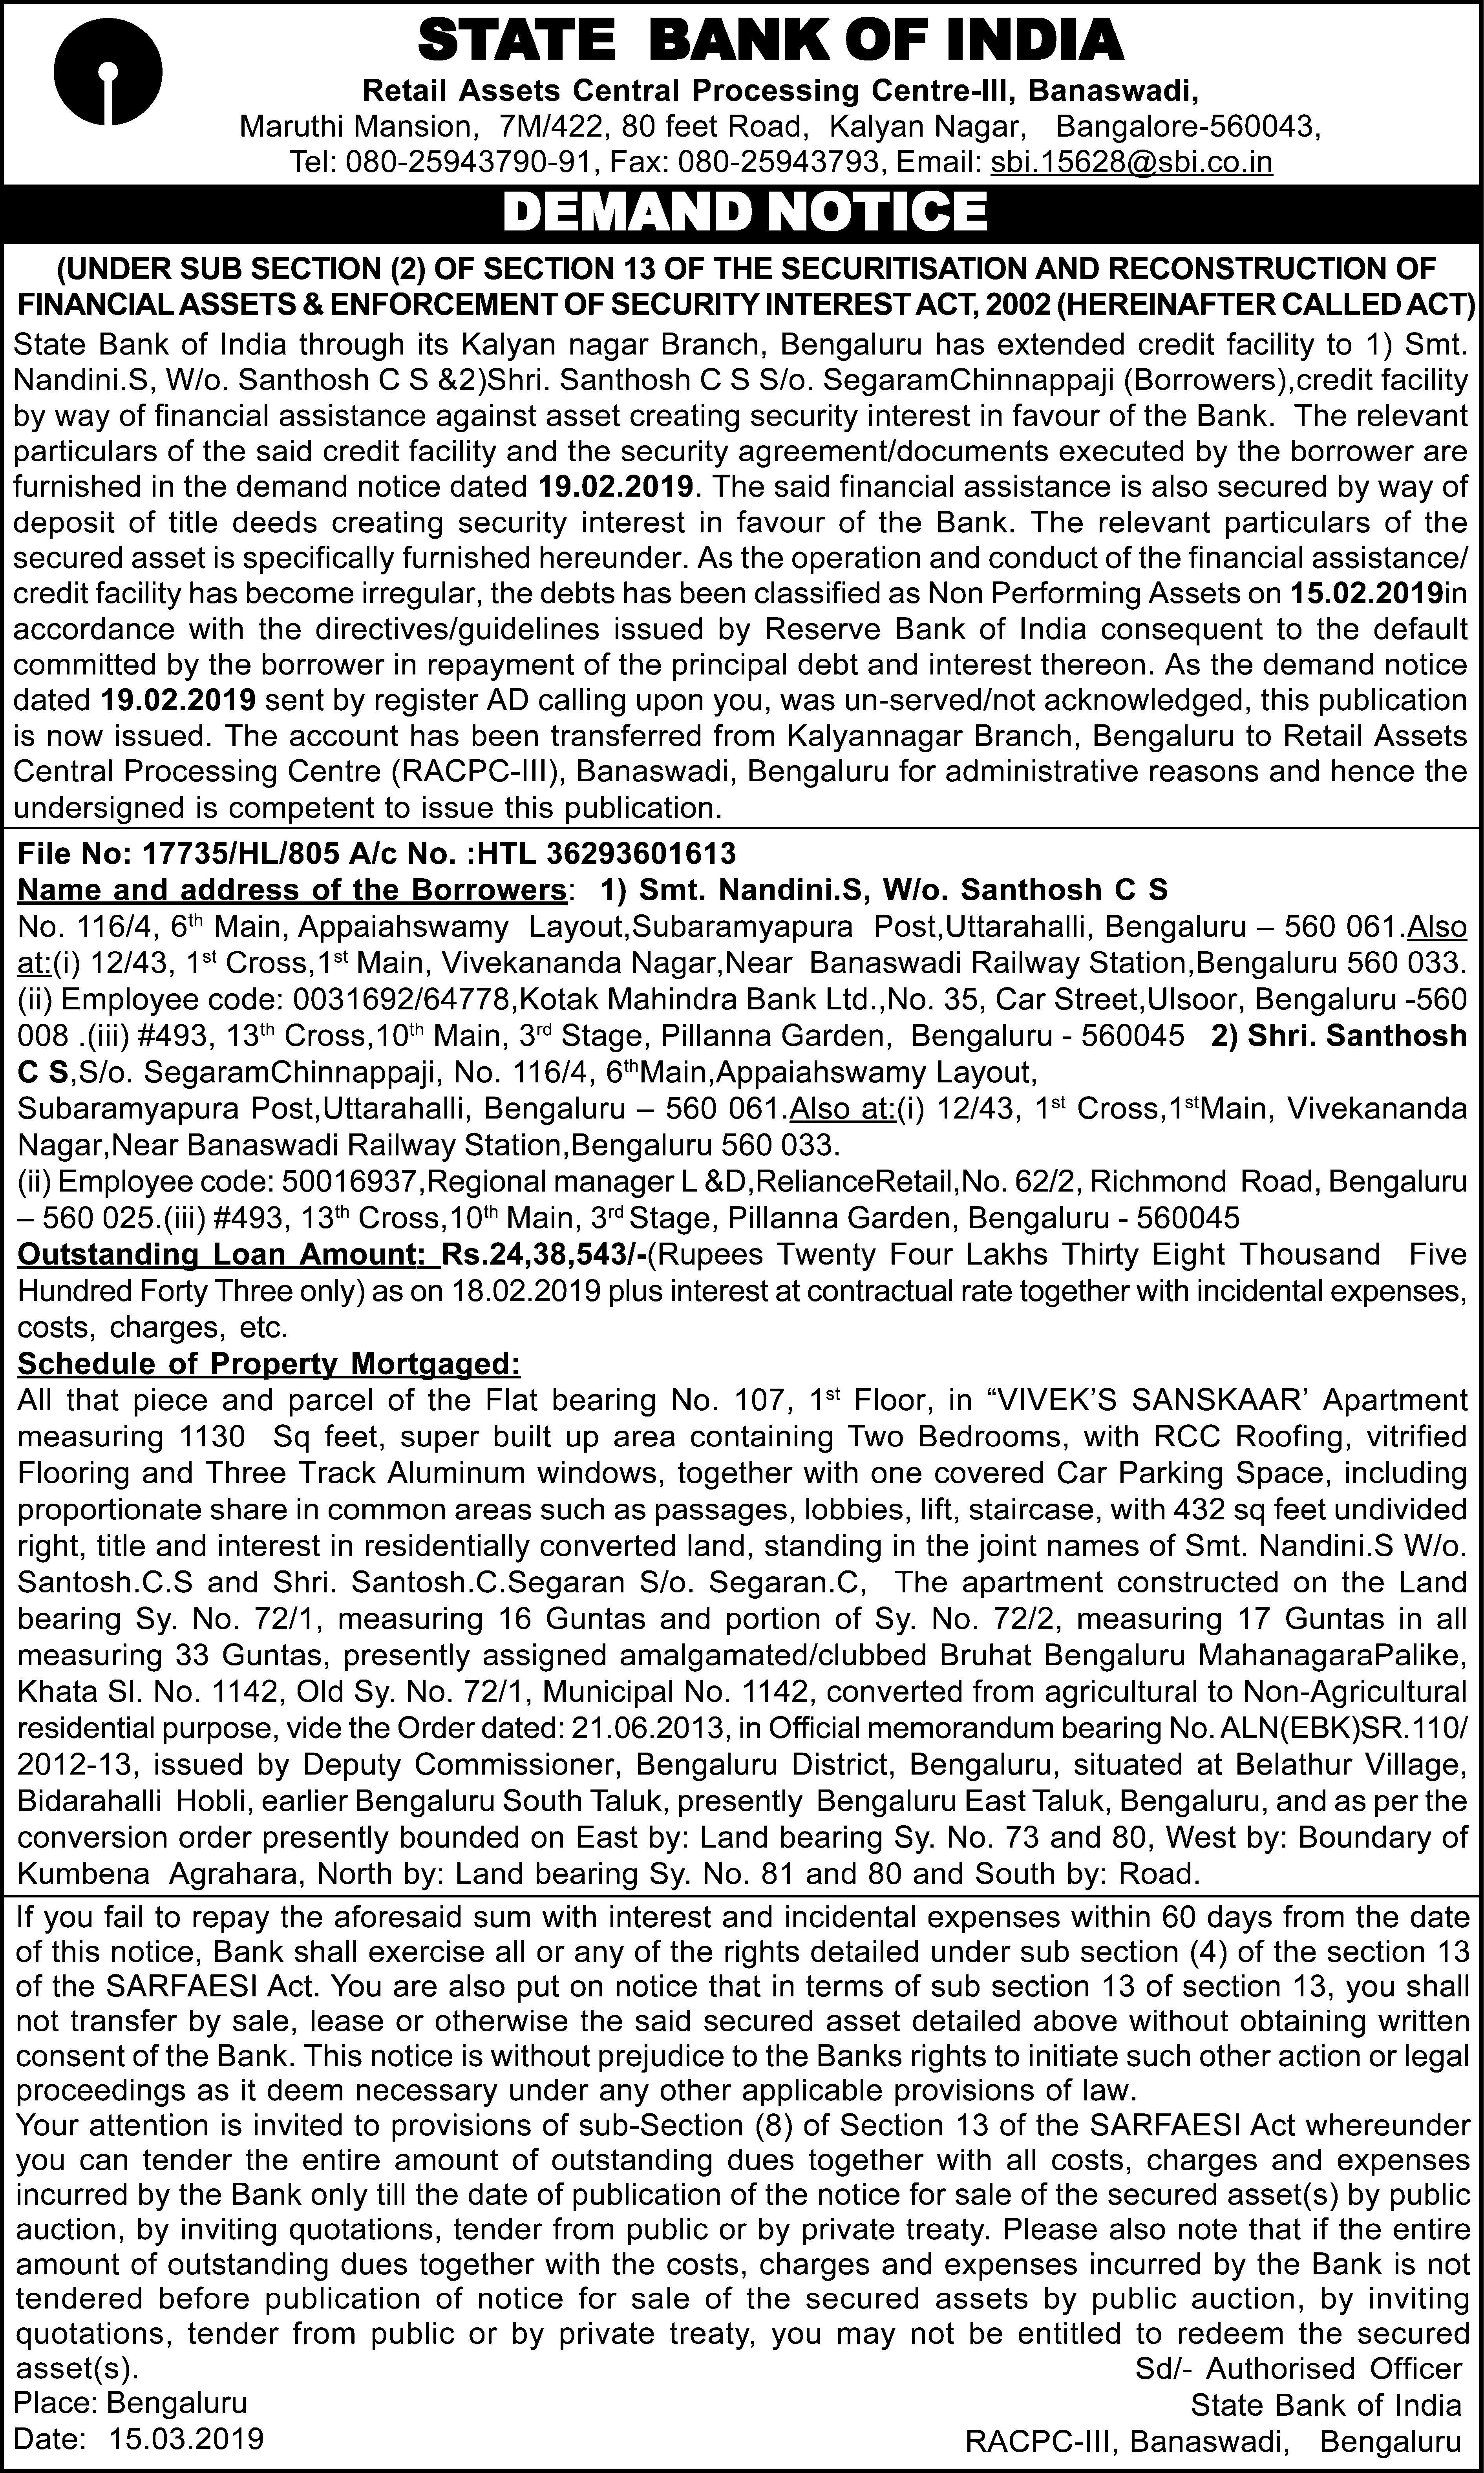 STATE BANK OF INDIA
Retail Assets Central Processing Centre-III, Banaswadi,
Maruthi Mansion, 7M/422, 80 feet Road, Kalyan Nagar, Bangalore-560043,
Tel: 080-25943790-91, Fax: 080-25943793, Email: sbi.15628@sbi.co.in
DEMAND NOTICE
(UNDER SUB SECTION (2) OF SECTION 13 OF THE SECURITISATION AND RECONSTRUCTION OF
FINANCIAL ASSETS & ENFORCEMENT OF SECURITY INTEREST ACT, 2002 (HEREINAFTER CALLED ACT)
State Bank of India through its Kalyan nagar Branch, Bengaluru has extended credit facility to 1) Smt.
Nandini.S, W/o. Santhosh C S &2)Shri. Santhosh C S S/o. SegaramChinnappaji (Borrowers),credit facility
by way of financial assistance against asset creating security interest in favour of the Bank. The relevant
particulars of the said credit facility and the security agreement/documents executed by the borrower are
furnished in the demand notice dated 19.02.2019. The said financial assistance is also secured by way of
deposit of title deeds creating security interest in favour of the Bank. The relevant particulars of the
secured asset is specifically furnished hereunder. As the operation and conduct of the financial assistance/
credit facility has become irregular, the debts has been classified as Non Performing Assets on 15.02.2019in
accordance with the directives/guidelines issued by Reserve Bank of India consequent to the default
committed by the borrower in repayment of the principal debt and interest thereon. As the demand notice
dated 19.02.2019 sent by register AD calling upon you, was un-served/not acknowledged, this publication
is now issued. The account has been transferred from Kalyannagar Branch, Bengaluru to Retail Assets
Central Processing Centre (RACPC-III), Banaswadi, Bengaluru for administrative reasons and hence the
undersigned is competent to issue this publication.
File No: 17735/HL/805 A/c No. :HTL 36293601613
Name and address of the Borrowers: 1) Smt. Nandini.S, W/o. Santhosh C S
No. 116/4, 6th Main, Appaiahswamy Layout,Subaramyapura Post,Uttarahalli, Bengaluru – 560 061.Also
at:(i) 12/43, 1st Cross,1st Main, Vivekananda Nagar,Near Banaswadi Railway Station,Bengaluru 560 033.
(ii) Employee code: 0031692/64778,Kotak Mahindra Bank Ltd.,No. 35, Car Street,Ulsoor, Bengaluru -560
008 .(iii) #493, 13th Cross,10th Main, 3rd Stage, Pillanna Garden, Bengaluru - 560045 2) Shri. Santhosh
C S,S/o. SegaramChinnappaji, No. 116/4, 6thMain,Appaiahswamy Layout,
Subaramyapura Post,Uttarahalli, Bengaluru – 560 061.Also at:(i) 12/43, 1st Cross,1stMain, Vivekananda
Nagar,Near Banaswadi Railway Station,Bengaluru 560 033.
(ii) Employee code: 50016937,Regional manager L &D,RelianceRetail,No. 62/2, Richmond Road, Bengaluru
– 560 025.(iii) #493, 13th Cross,10th Main, 3rd Stage, Pillanna Garden, Bengaluru - 560045
Outstanding Loan Amount: Rs.24,38,543/-(Rupees Twenty Four Lakhs Thirty Eight Thousand Five
Hundred Forty Three only) as on 18.02.2019 plus interest at contractual rate together with incidental expenses,
costs, charges, etc.
Schedule of Property Mortgaged:
All that piece and parcel of the Flat bearing No. 107, 1st Floor, in “VIVEK’S SANSKAAR’ Apartment
measuring 1130 Sq feet, super built up area containing Two Bedrooms, with RCC Roofing, vitrified
Flooring and Three Track Aluminum windows, together with one covered Car Parking Space, including
proportionate share in common areas such as passages, lobbies, lift, staircase, with 432 sq feet undivided
right, title and interest in residentially converted land, standing in the joint names of Smt. Nandini.S W/o.
Santosh.C.S and Shri. Santosh.C.Segaran S/o. Segaran.C, The apartment constructed on the Land
bearing Sy. No. 72/1, measuring 16 Guntas and portion of Sy. No. 72/2, measuring 17 Guntas in all
measuring 33 Guntas, presently assigned amalgamated/clubbed Bruhat Bengaluru MahanagaraPalike,
Khata Sl. No. 1142, Old Sy. No. 72/1, Municipal No. 1142, converted from agricultural to Non-Agricultural
residential purpose, vide the Order dated: 21.06.2013, in Official memorandum bearing No. ALN(EBK)SR.110/
2012-13, issued by Deputy Commissioner, Bengaluru District, Bengaluru, situated at Belathur Village,
Bidarahalli Hobli, earlier Bengaluru South Taluk, presently Bengaluru East Taluk, Bengaluru, and as per the
conversion order presently bounded on East by: Land bearing Sy. No. 73 and 80, West by: Boundary of
Kumbena Agrahara, North by: Land bearing Sy. No. 81 and 80 and South by: Road.
If you fail to repay the aforesaid sum with interest and incidental expenses within 60 days from the date
of this notice, Bank shall exercise all or any of the rights detailed under sub section (4) of the section 13
of the SARFAESI Act. You are also put on notice that in terms of sub section 13 of section 13, you shall
not transfer by sale, lease or otherwise the said secured asset detailed above without obtaining written
consent of the Bank. This notice is without prejudice to the Banks rights to initiate such other action or legal
proceedings as it deem necessary under any other applicable provisions of law.
Your attention is invited to provisions of sub-Section (8) of Section 13 of the SARFAESI Act whereunder
you can tender the entire amount of outstanding dues together with all costs, charges and expenses
incurred by the Bank only till the date of publication of the notice for sale of the secured asset(s) by public
auction, by inviting quotations, tender from public or by private treaty. Please also note that if the entire
amount of outstanding dues together with the costs, charges and expenses incurred by the Bank is not
tendered before publication of notice for sale of the secured assets by public auction, by inviting
quotations, tender from public or by private treaty, you may not be entitled to redeem the secured
asset(s). Sd/- Authorised Officer
Place: Bengaluru State Bank of India
Date: 15.03.2019 RACPC-III, Banaswadi, Bengaluru